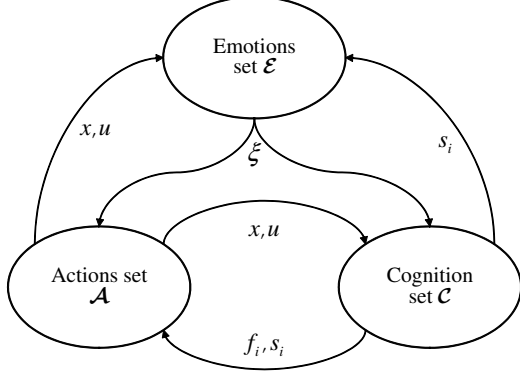 Emotions
set ℰ
x,u
ξ
s_i
x,u
Actions set
𝒜
Cognition
set 𝒞
f_i, s_i